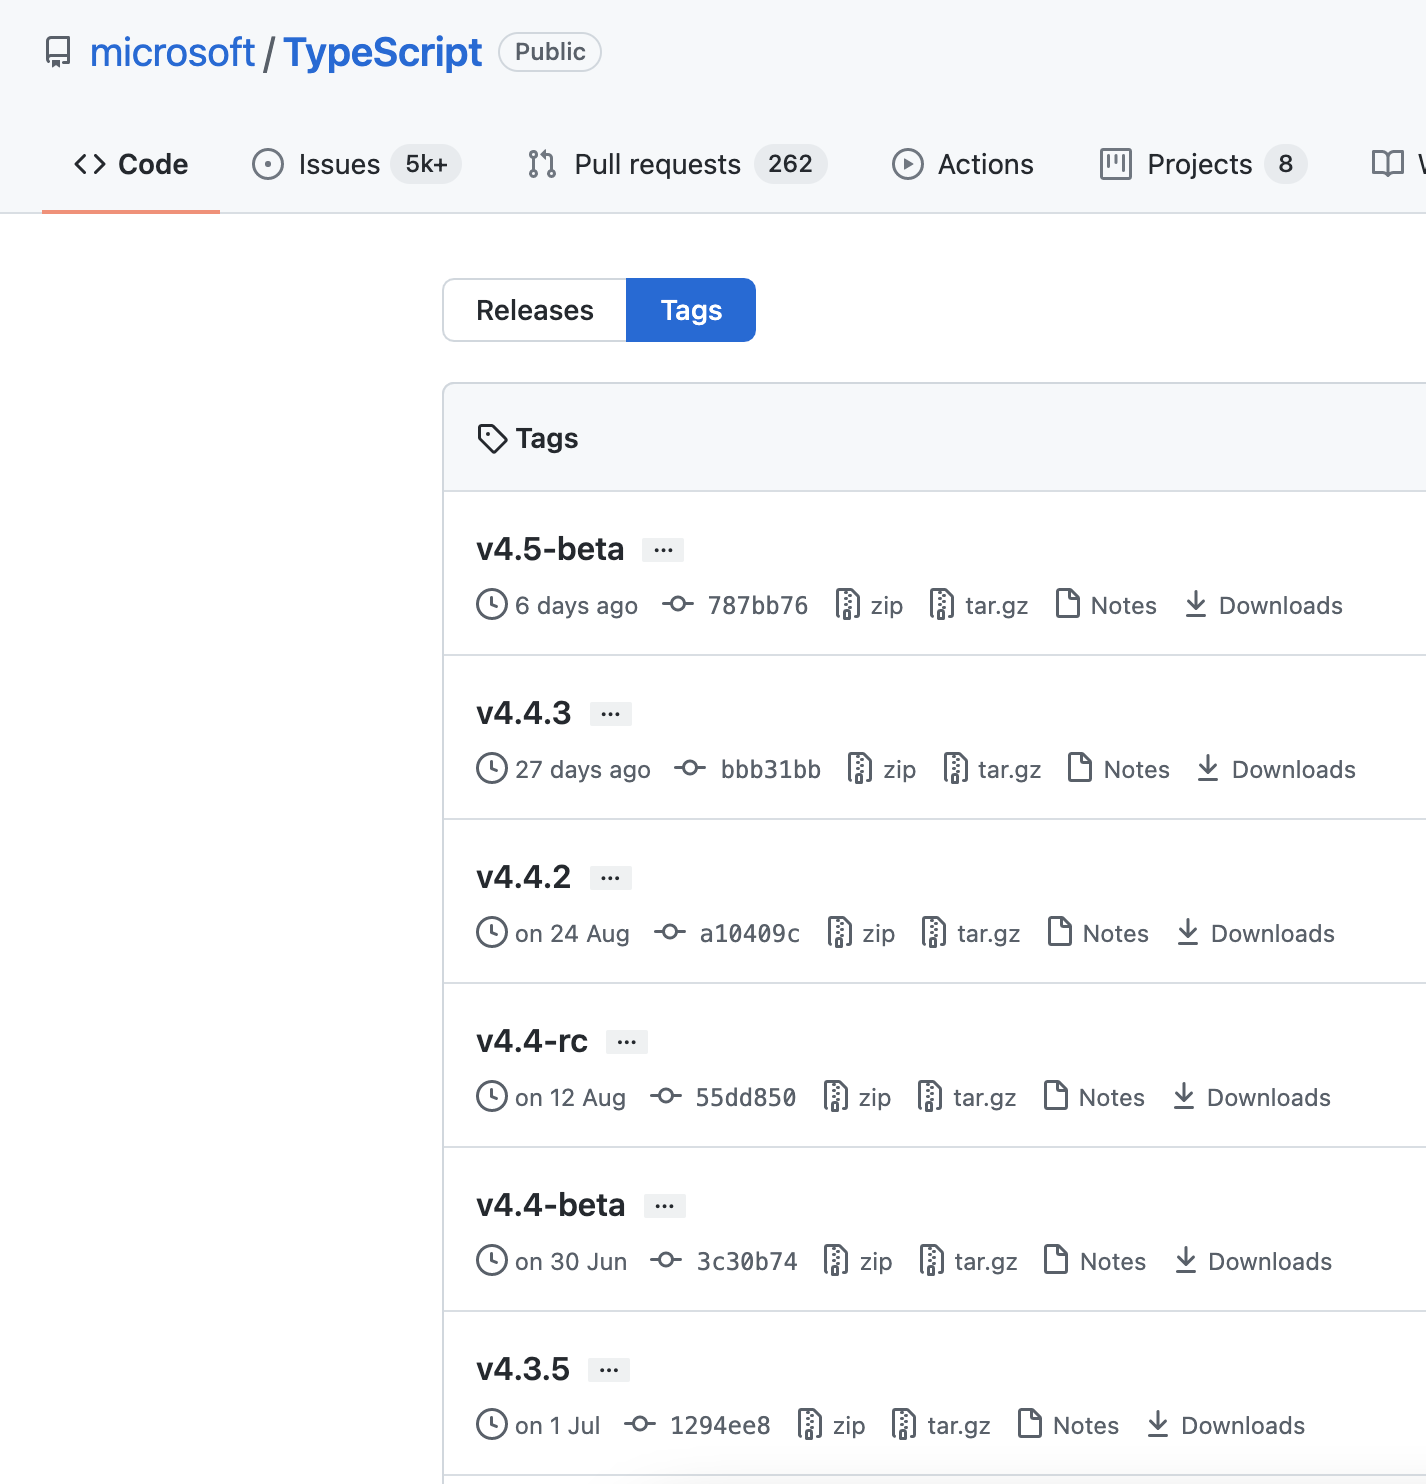 microsoft / TypeScript Public
Code Issues 5k+ Pull requests 262 Actions Projects 8
Releases Tags
Tags
v4.5-beta ...
6 days ago 787bb76 zip tar.gz Notes Downloads
v4.4.3 ...
27 days ago bbb31bb zip tar.gz Notes Downloads
v4.4.2 ...
on 24 Aug a10409c zip tar.gz Notes Downloads
v4.4-rc ...
on 12 Aug 55dd850 zip tar.gz Notes Downloads
v4.4-beta ...
on 30 Jun 3c30b74 zip tar.gz Notes Downloads
v4.3.5 ...
on 1 Jul 1294ee8 zip tar.gz Notes Downloads